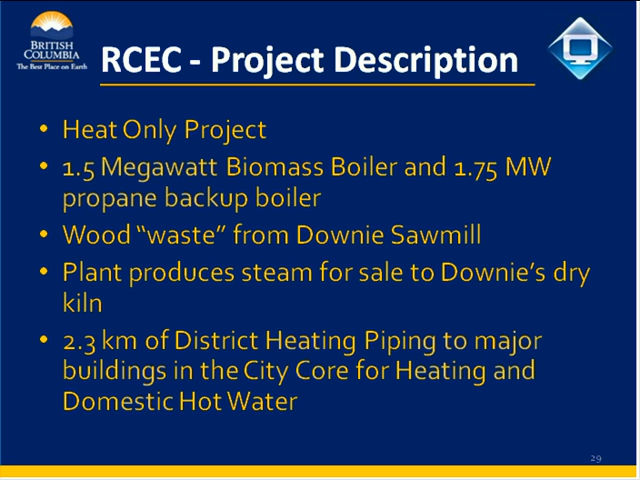 BRITISH
COLUMBIA
The Best Place on Earth
RCEC - Project Description
• Heat Only Project
• 1.5 Megawatt Biomass Boiler and 1.75 MW
propane backup boiler
• Wood “waste” from Downie Sawmill
• Plant produces steam for sale to Downie’s dry
kiln
• 2.3 km of District Heating Piping to major
buildings in the City Core for Heating and
Domestic Hot Water
29